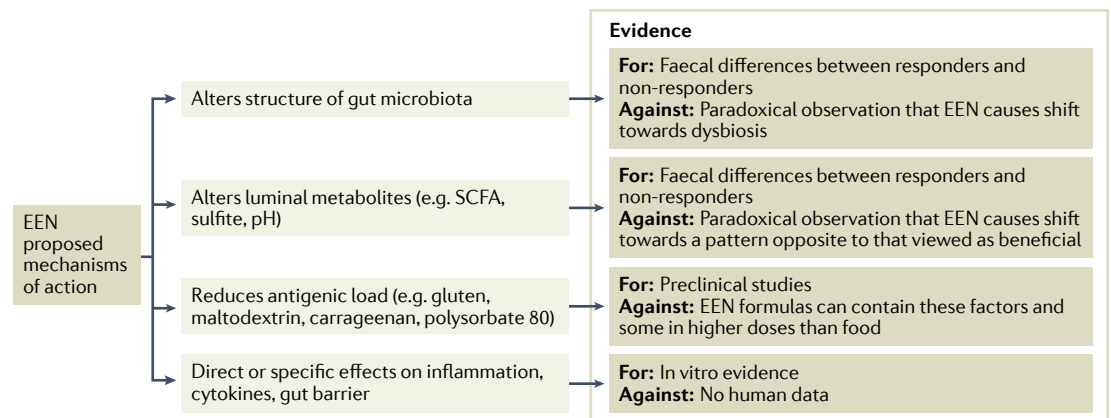 EEN
proposed
mechanisms
of action
Alters structure of gut microbiota
Alters luminal metabolites (e.g. SCFA,
sulfite, pH)
Reduces antigenic load (e.g. gluten,
maltodextrin, carrageenan, polysorbate 80)
Direct or specific effects on inflammation,
cytokines, gut barrier
Evidence
For: Faecal differences between responders and
non-responders
Against: Paradoxical observation that EEN causes shift
towards dysbiosis
For: Faecal differences between responders and
non-responders
Against: Paradoxical observation that EEN causes shift
towards a pattern opposite to that viewed as beneficial
For: Preclinical studies
Against: EEN formulas can contain these factors and
some in higher doses than food
For: In vitro evidence
Against: No human data